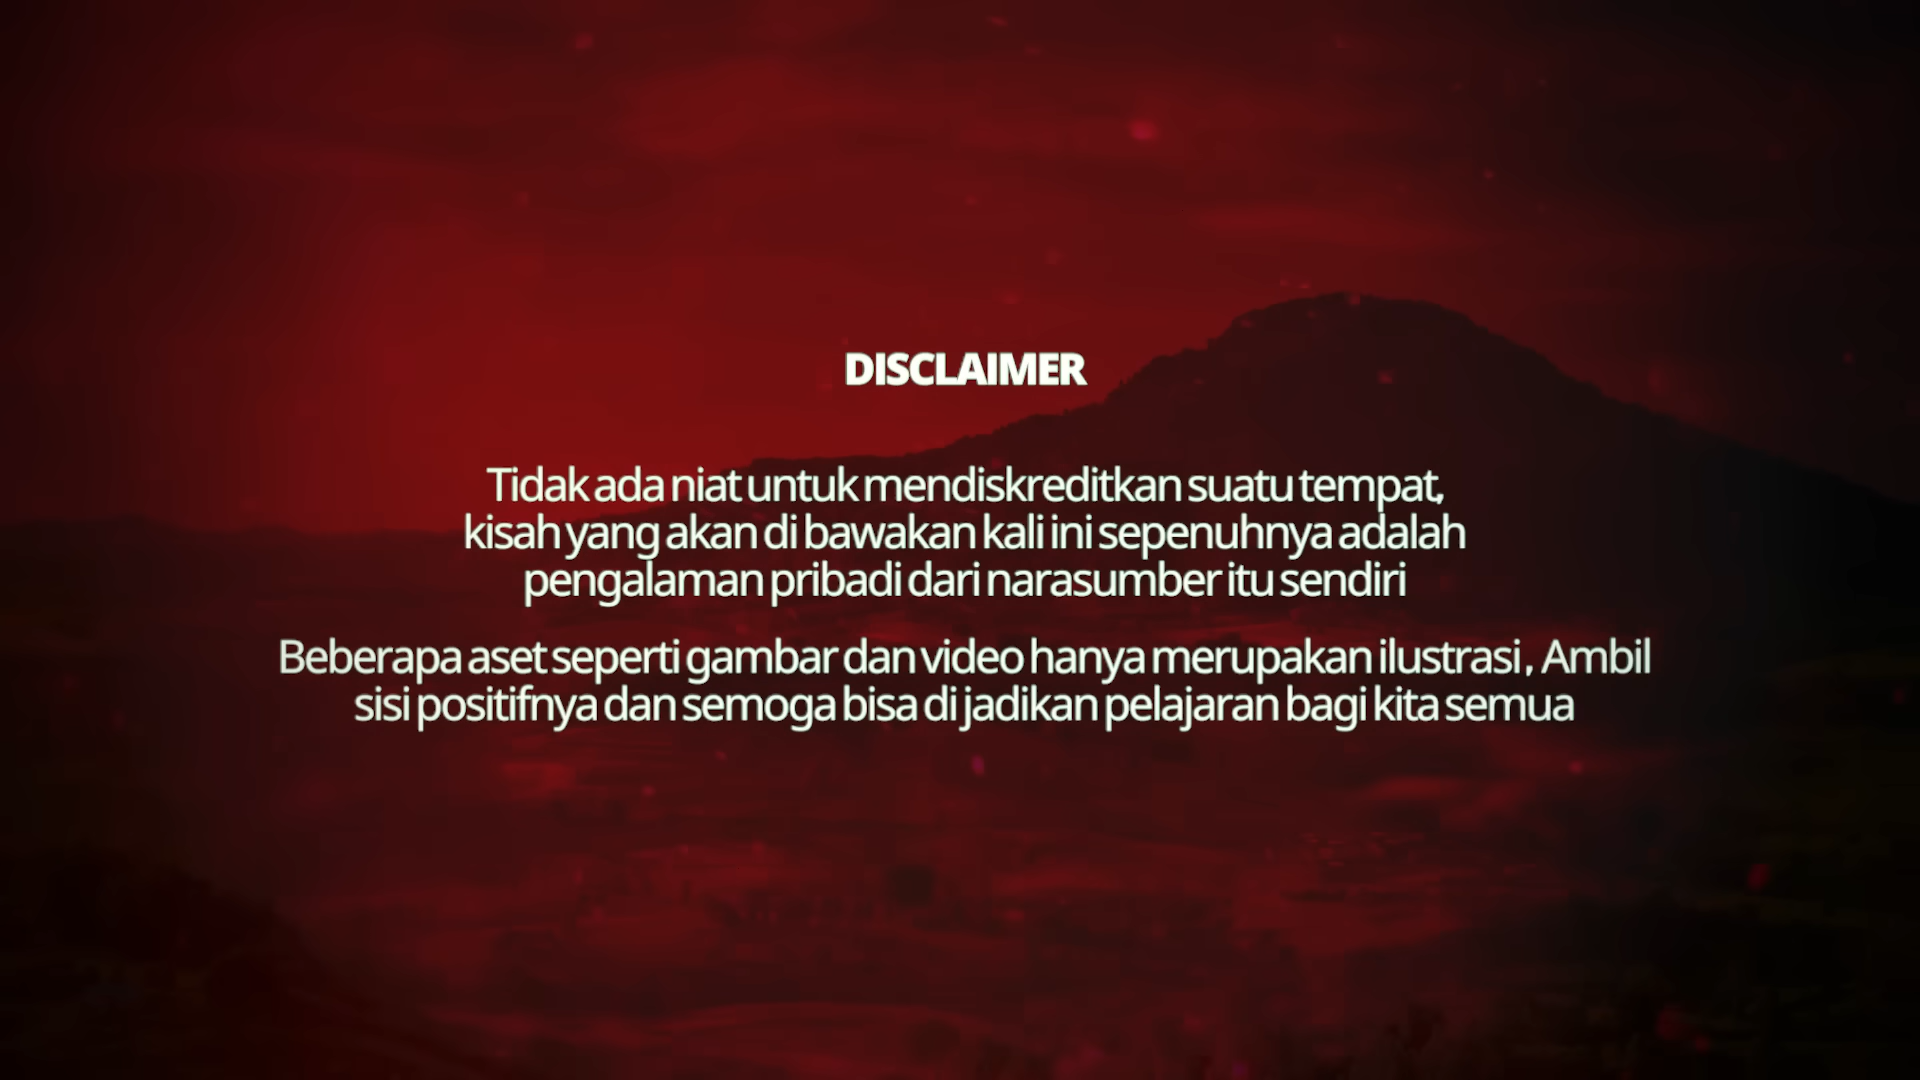 DISCLAIMER
Tidak ada niat untuk mendiskreditkan suatu tempat,
kisah yang akan di bawakan kali ini sepenuhnya adalah
pengalaman pribadi dari narasumber itu sendiri
Beberapa aset seperti gambar dan video hanya merupakan ilustrasi, Ambil
sisi positifnya dan semoga bisa di jadikan pelajaran bagi kita semua